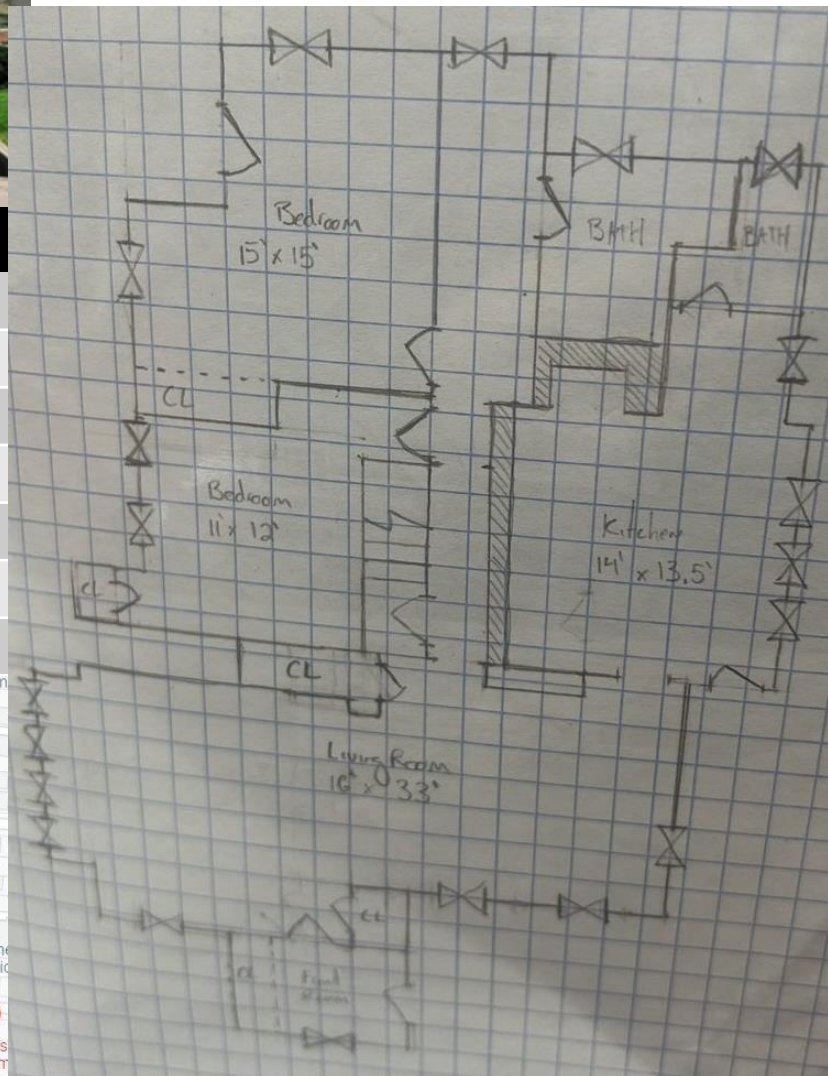 Bedroom
15' x 15'
BATH
BATH
CL
Bedroom
11' x 12'
Kitchen
14' x 13.5'
CL
CL
Living Room
16' x 33'
CL
CL
Room